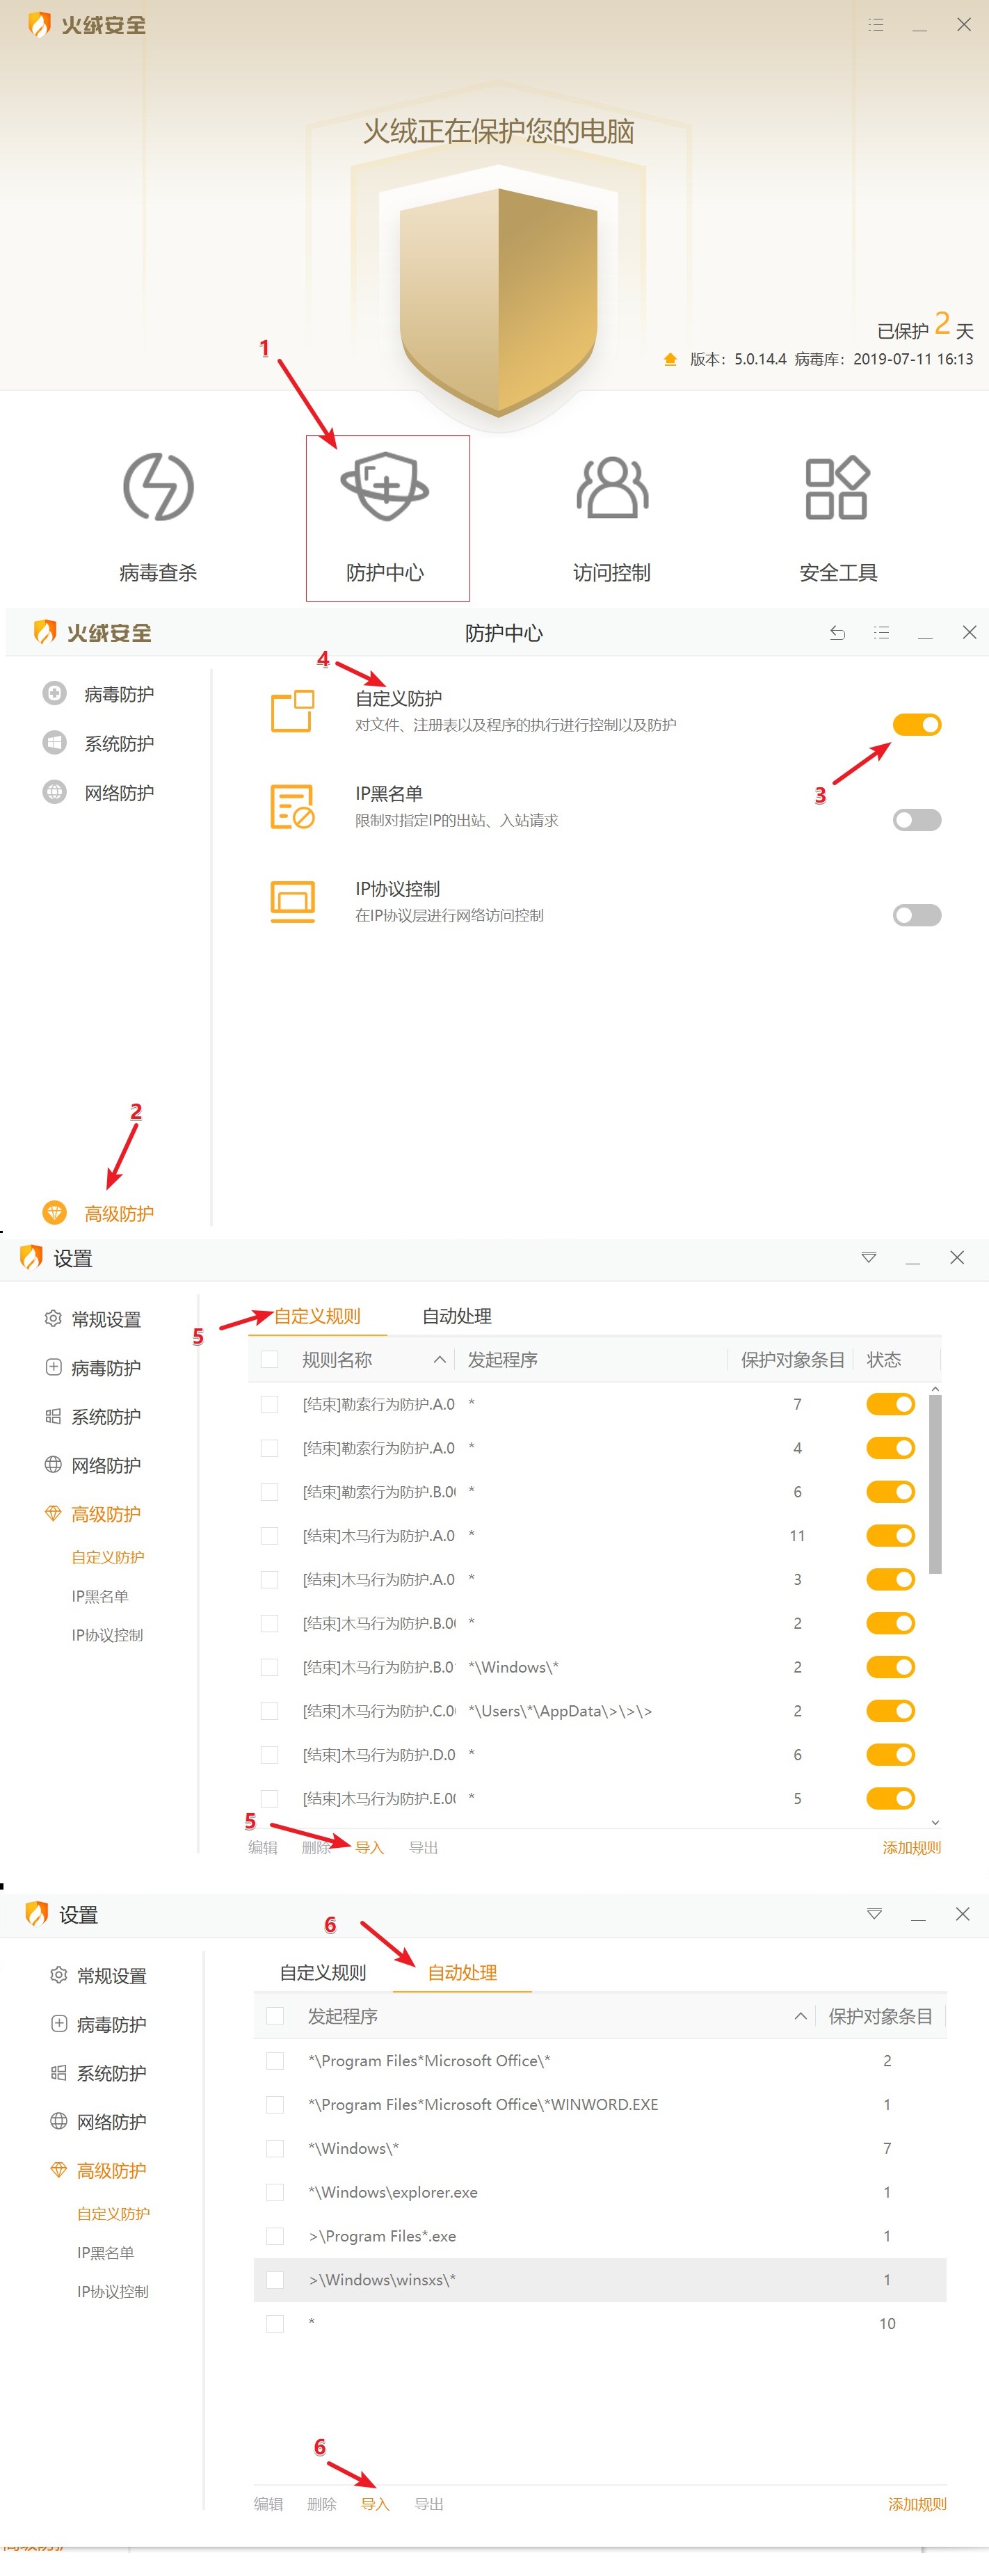 火绒安全
火绒正在保护您的电脑
已保护 2 天
版本：5.0.14.4 病毒库：2019-07-11 16:13
1
病毒查杀
防护中心
访问控制
安全工具
火绒安全
防护中心
病毒防护
系统防护
网络防护
4
自定义防护
对文件、注册表以及程序的执行进行控制以及防护
3
IP黑名单
限制对指定IP的出站、入站请求
IP协议控制
在IP协议层进行网络访问控制
2
高级防护
设置
常规设置
病毒防护
系统防护
网络防护
高级防护
自定义防护
IP黑名单
IP协议控制
5
自定义规则 自动处理
规则名称 发起程序 保护对象条目 状态
[结束]勒索行为防护.A.0 * 7
[结束]勒索行为防护.A.0 * 4
[结束]勒索行为防护.B.0 * 6
[结束]木马行为防护.A.0 * 11
[结束]木马行为防护.A.0 * 3
[结束]木马行为防护.B.0 * 2
[结束]木马行为防护.B.0 *\Windows\* 2
[结束]木马行为防护.C.0 *\Users\*\AppData\>\>\> 2
[结束]木马行为防护.D.0 * 6
[结束]木马行为防护.E.0 * 5
5
编辑 删除 导入 导出 添加规则
设置
常规设置
病毒防护
系统防护
网络防护
高级防护
自定义防护
IP黑名单
IP协议控制
6
自定义规则 自动处理
发起程序 保护对象条目
*\Program Files*Microsoft Office\* 2
*\Program Files*Microsoft Office\*WINWORD.EXE 1
*\Windows\* 7
*\Windows\explorer.exe 1
>\Program Files*.exe 1
>\Windows\winsxs\* 1
* 10
6
编辑 删除 导入 导出 添加规则